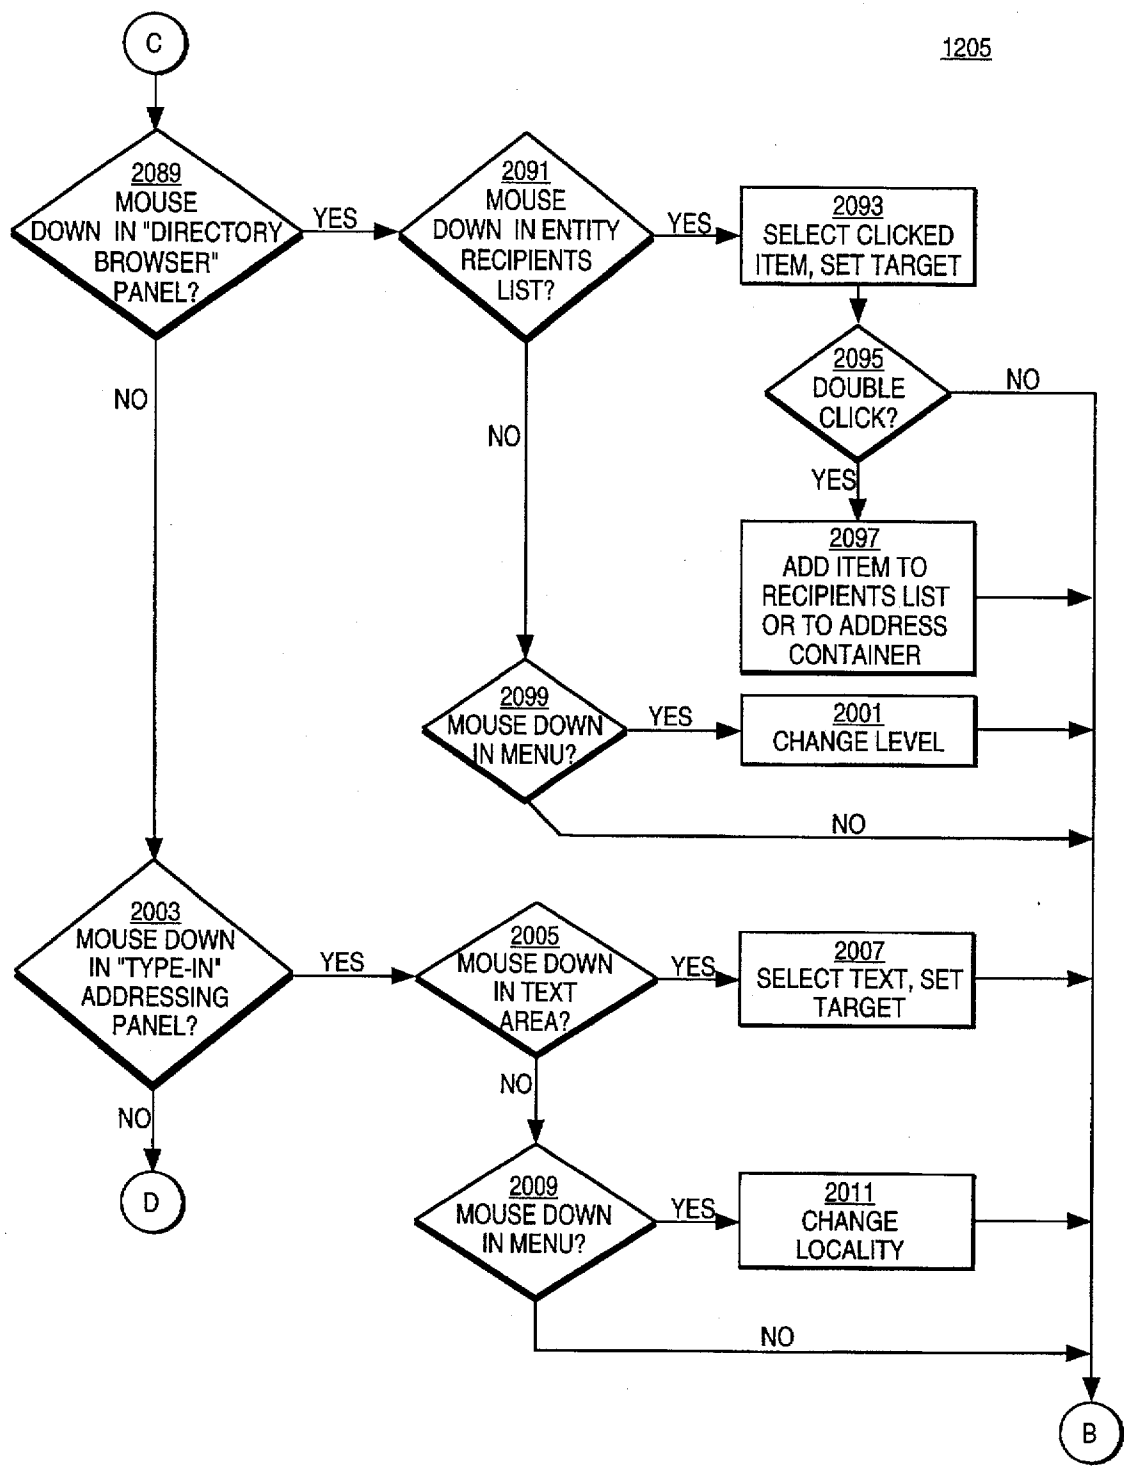 C
1205
2089
MOUSE
DOWN IN "DIRECTORY
BROWSER"
PANEL?
YES
2091
MOUSE
DOWN IN ENTITY
RECIPIENTS
LIST?
YES
2093
SELECT CLICKED
ITEM, SET TARGET
2095
DOUBLE
CLICK?
NO
YES
2097
ADD ITEM TO
RECIPIENTS LIST
OR TO ADDRESS
CONTAINER
NO
NO
2099
MOUSE DOWN
IN MENU?
YES
2001
CHANGE LEVEL
NO
2003
MOUSE DOWN
IN "TYPE-IN"
ADDRESSING
PANEL?
YES
2005
MOUSE DOWN
IN TEXT
AREA?
YES
2007
SELECT TEXT, SET
TARGET
NO
NO
D
2009
MOUSE DOWN
IN MENU?
YES
2011
CHANGE
LOCALITY
NO
B